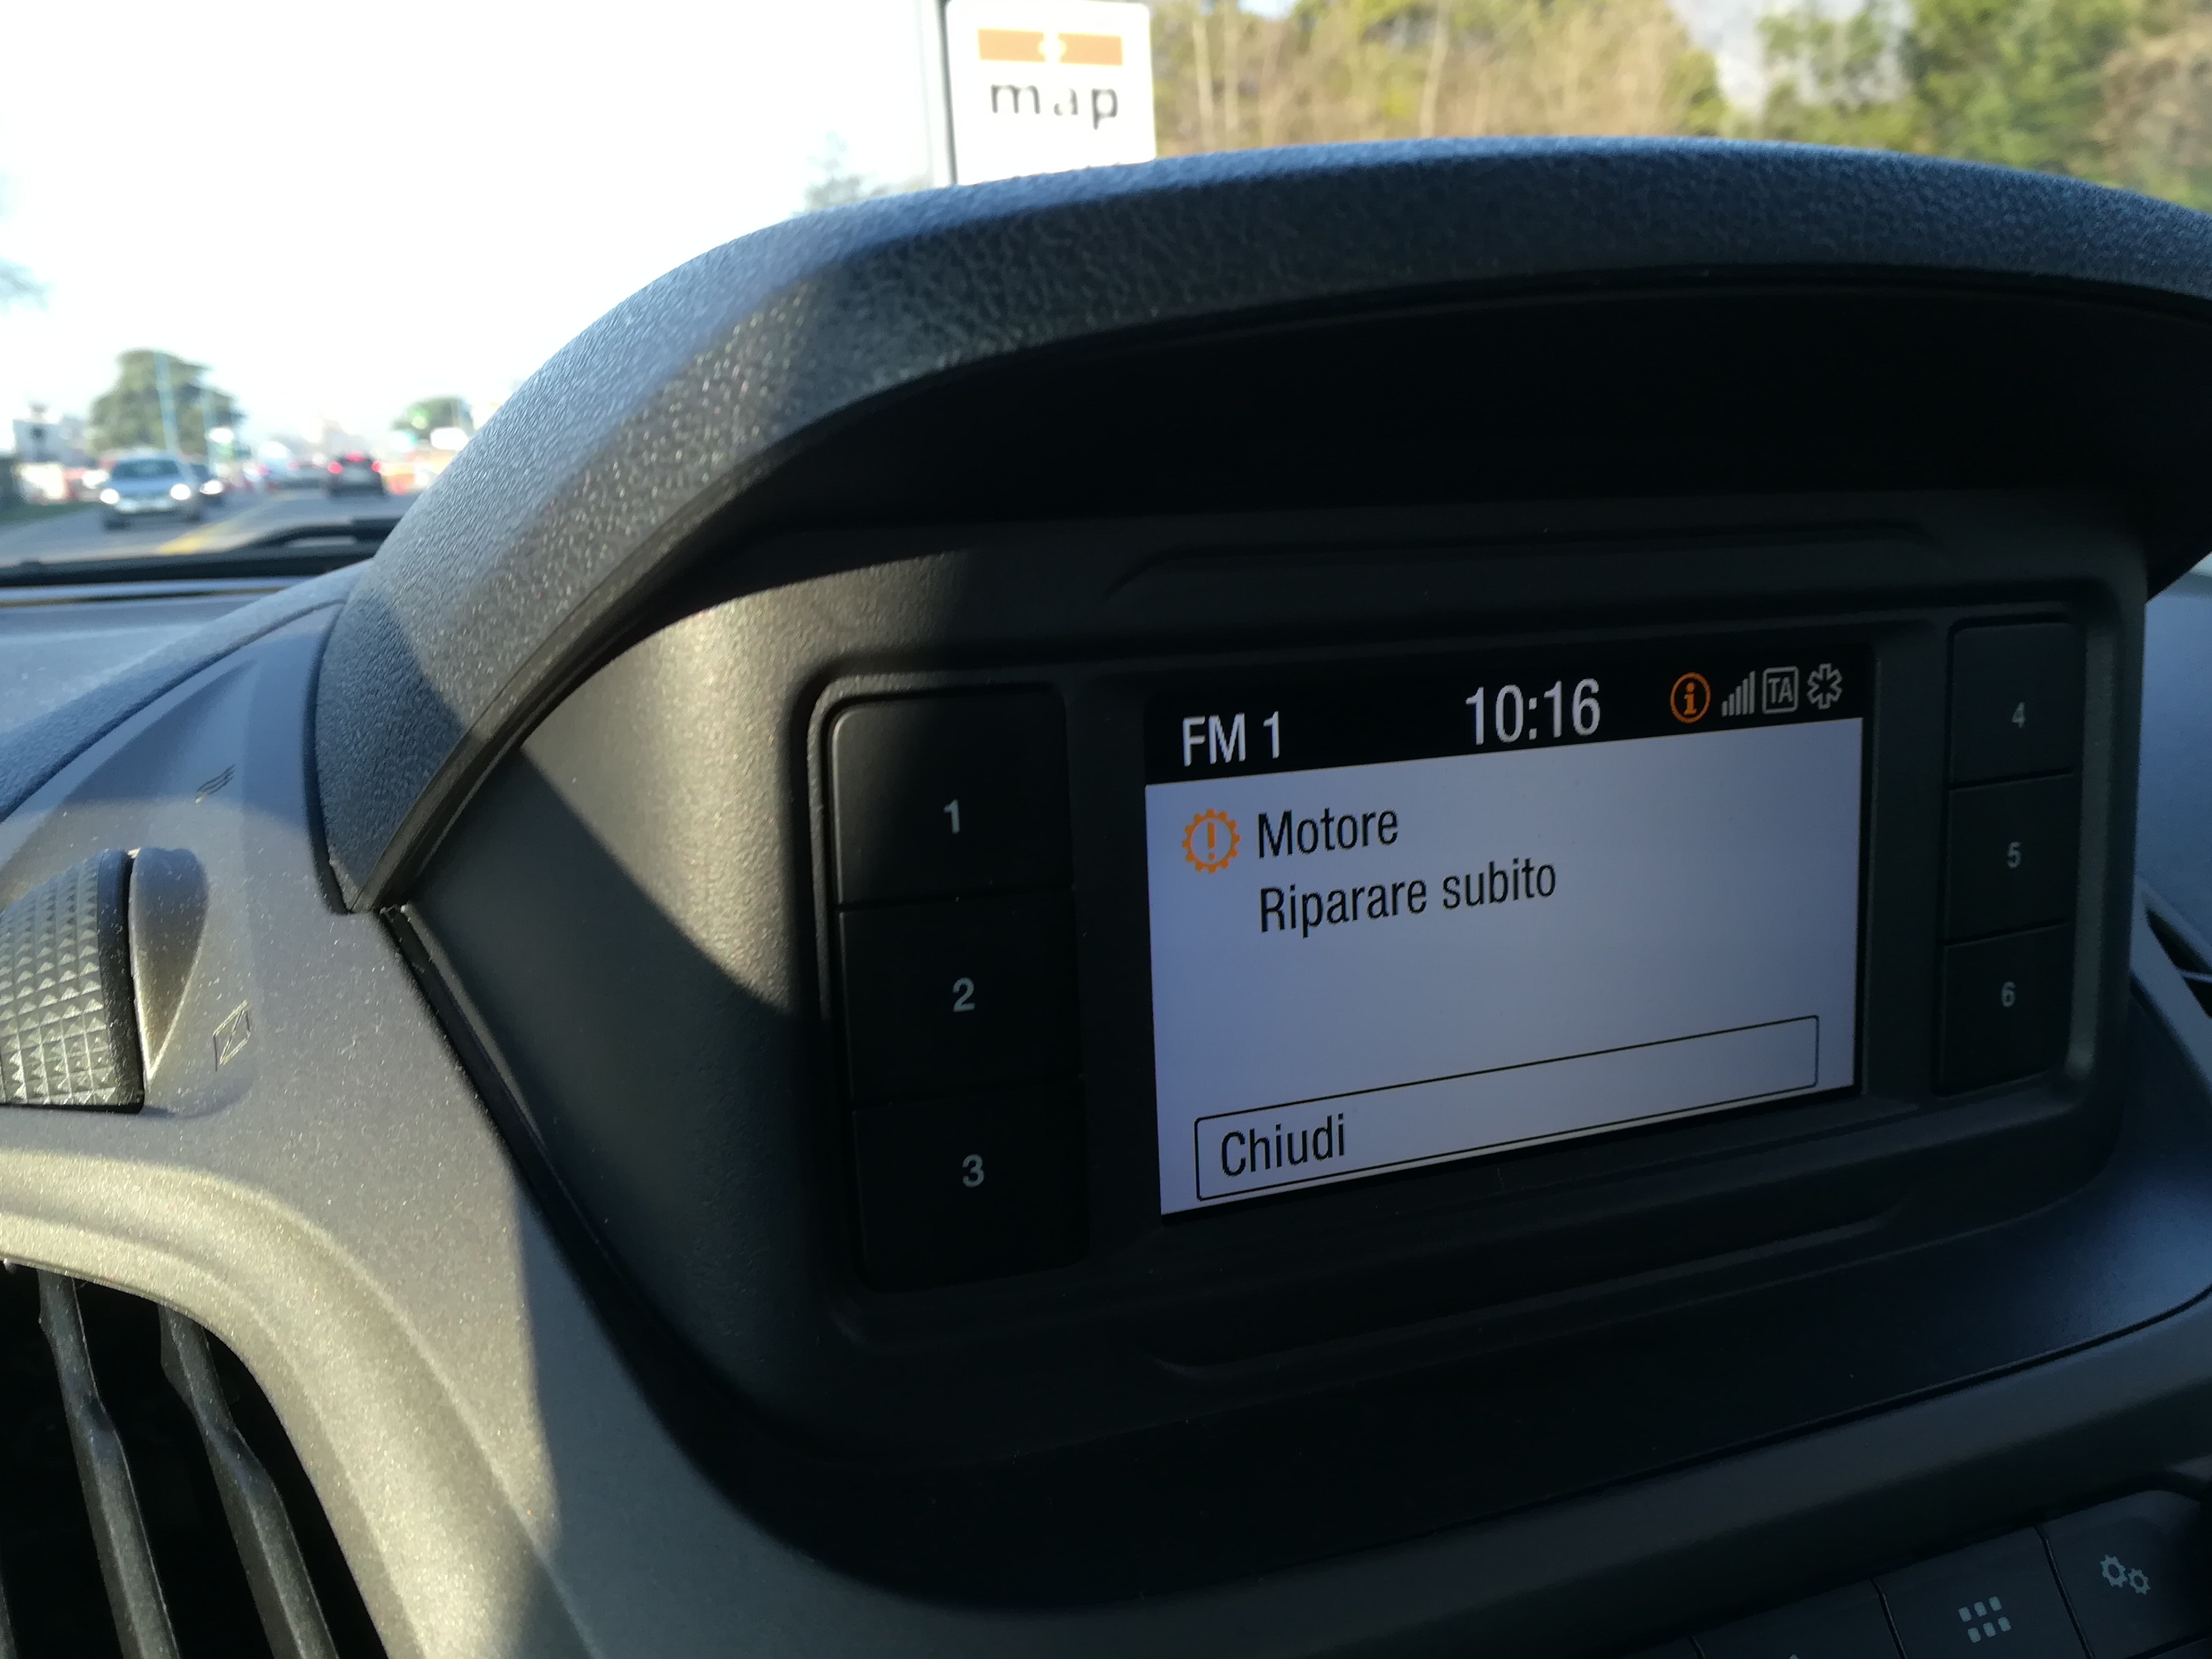 map
FM 1 10:16 TA
Motore
Riparare subito
Chiudi
1
2
3
4
5
6